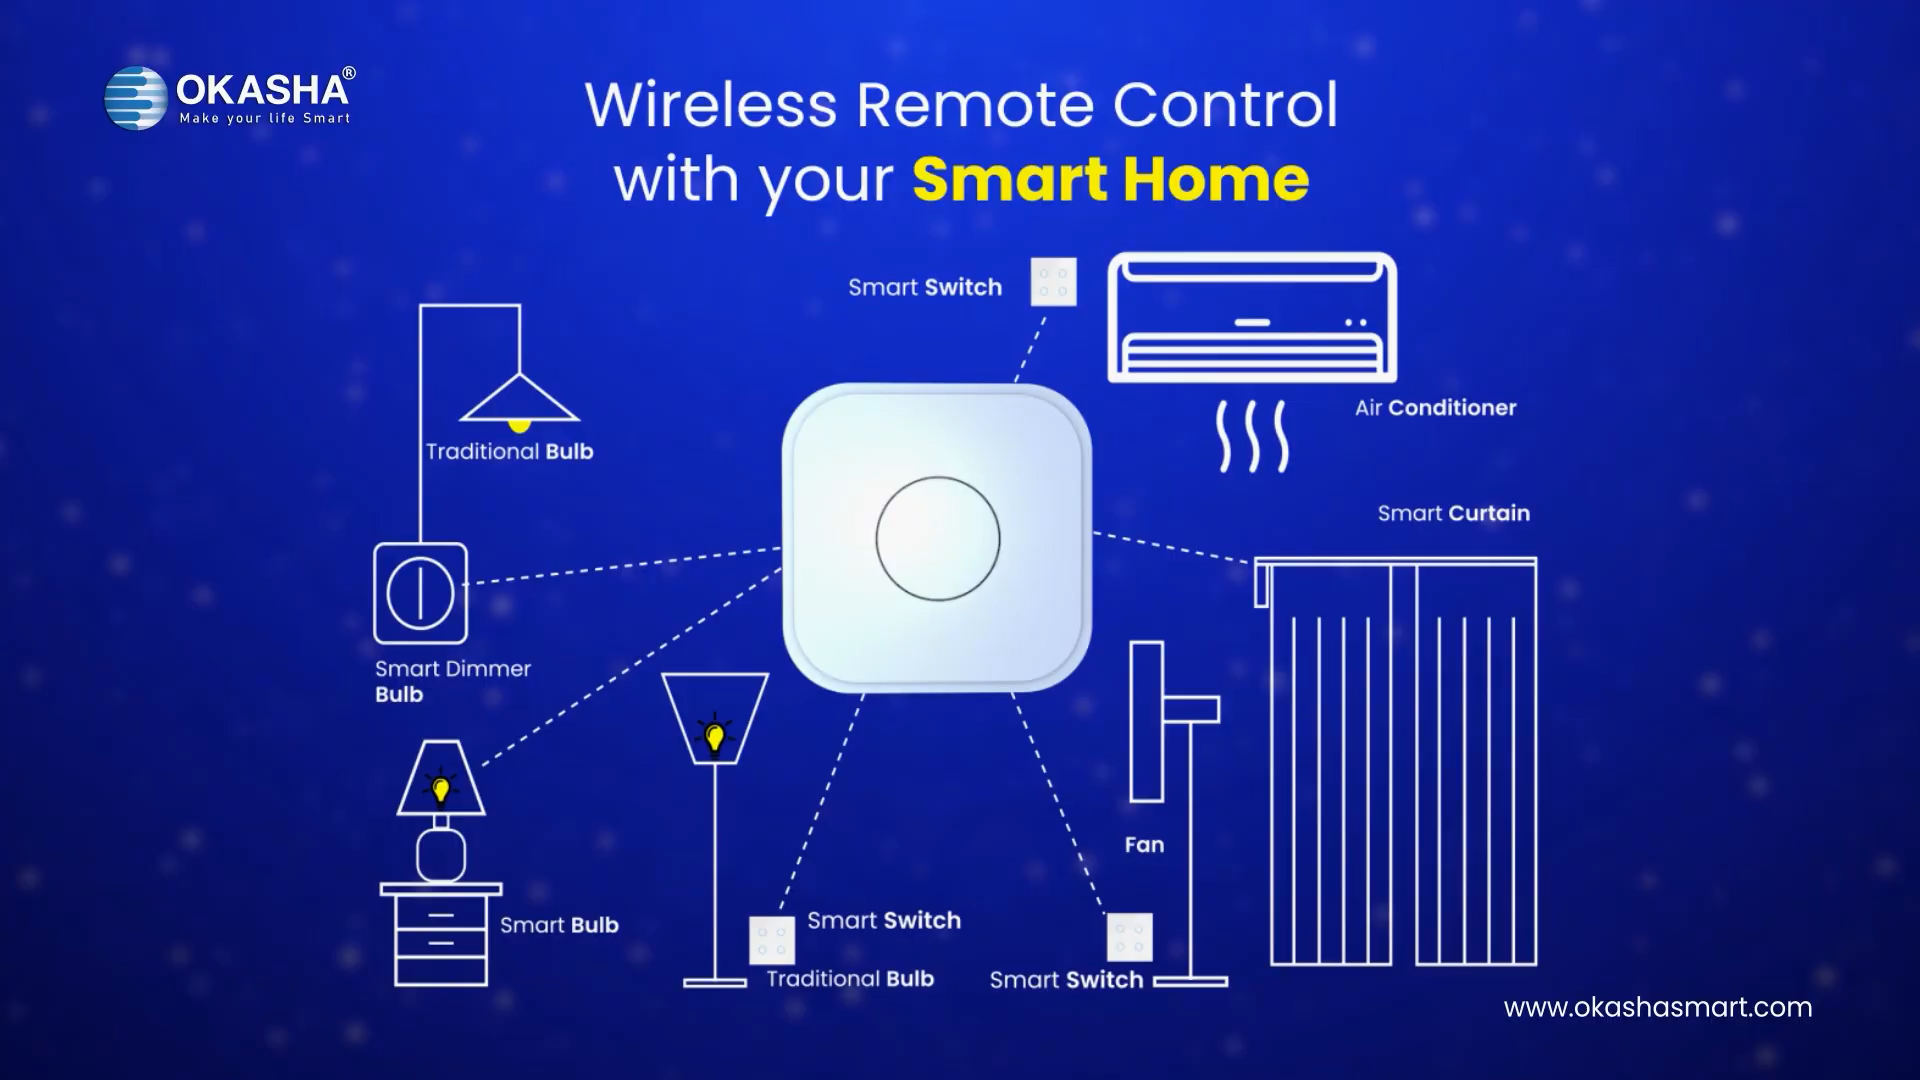 OKASHA®
Make your life Smart
Wireless Remote Control
with your Smart Home
Smart Switch
Air Conditioner
Traditional Bulb
Smart Curtain
Smart Dimmer
Bulb
Fan
Smart Bulb
Smart Switch
Traditional Bulb
Smart Switch
www.okashasmart.com